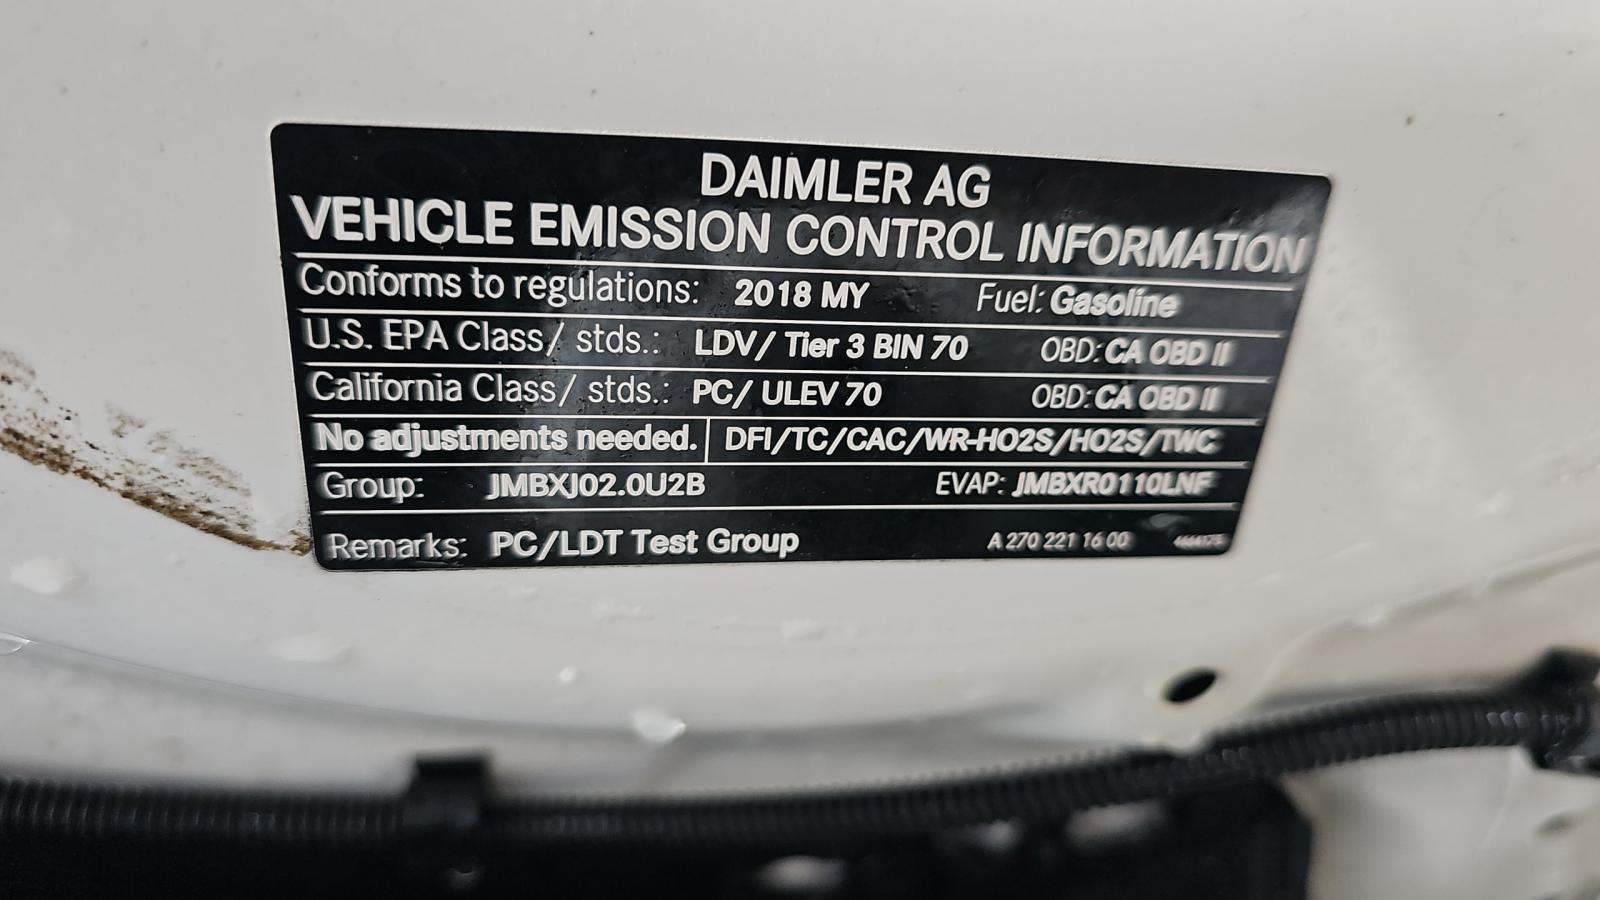 DAIMLER AG
VEHICLE EMISSION CONTROL INFORMATION
Conforms to regulations: 2018 MY Fuel: Gasoline
U.S. EPA Class/ stds.: LDV/ Tier 3 BIN 70 OBD: CA OBD II
California Class/ stds.: PC/ ULEV 70 OBD: CA OBD II
No adjustments needed. DFI/TC/CAC/WR-HO2S/HO2S/TWC
Group: JMBXJ02.0U2B EVAP: JMBXR0110LNF
Remarks: PC/LDT Test Group A 270 221 16 00